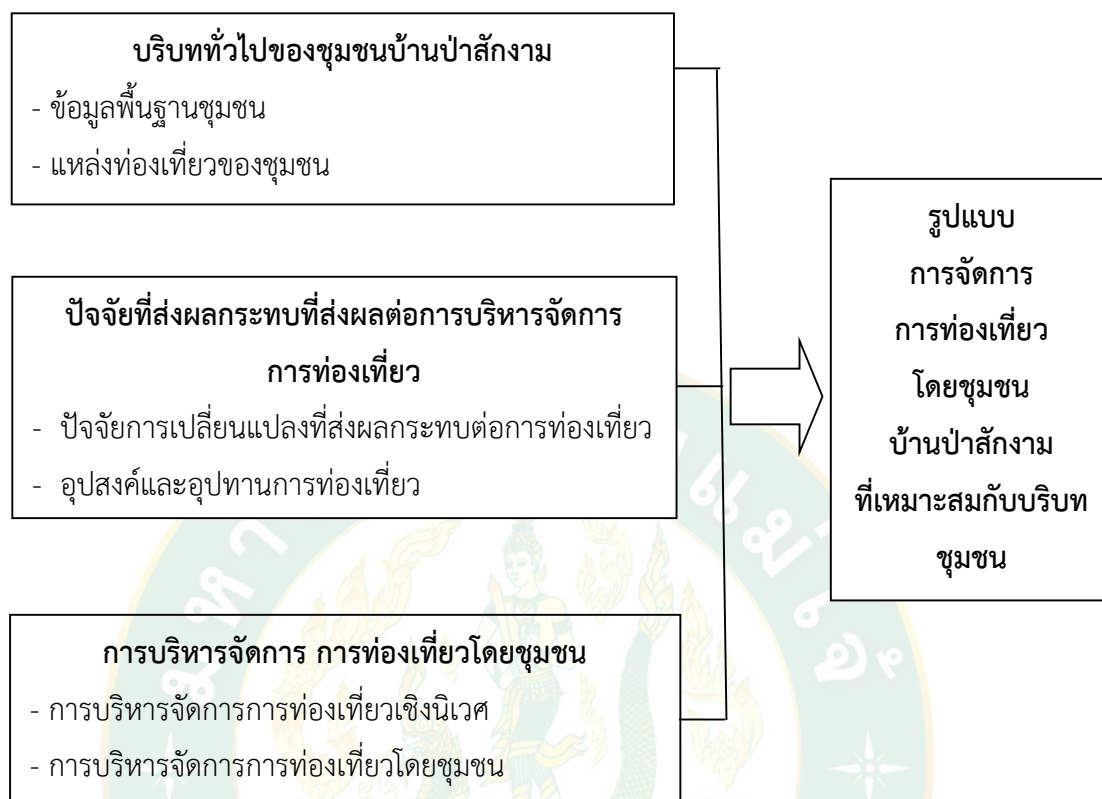 บริบททั่วไปของชุมชนบ้านป่าสักงาม
- ข้อมูลพื้นฐานชุมชน
- แหล่งท่องเที่ยวของชุมชน
ปัจจัยที่ส่งผลกระทบที่ส่งผลต่อการบริหารจัดการ
การท่องเที่ยว
- ปัจจัยการเปลี่ยนแปลงที่ส่งผลกระทบต่อการท่องเที่ยว
- อุปสงค์และอุปทานการท่องเที่ยว
การบริหารจัดการ การท่องเที่ยวโดยชุมชน
- การบริหารจัดการการท่องเที่ยวเชิงนิเวศ
- การบริหารจัดการการท่องเที่ยวโดยชุมชน
รูปแบบ
การจัดการ
การท่องเที่ยว
โดยชุมชน
บ้านป่าสักงาม
ที่เหมาะสมกับบริบท
ชุมชน